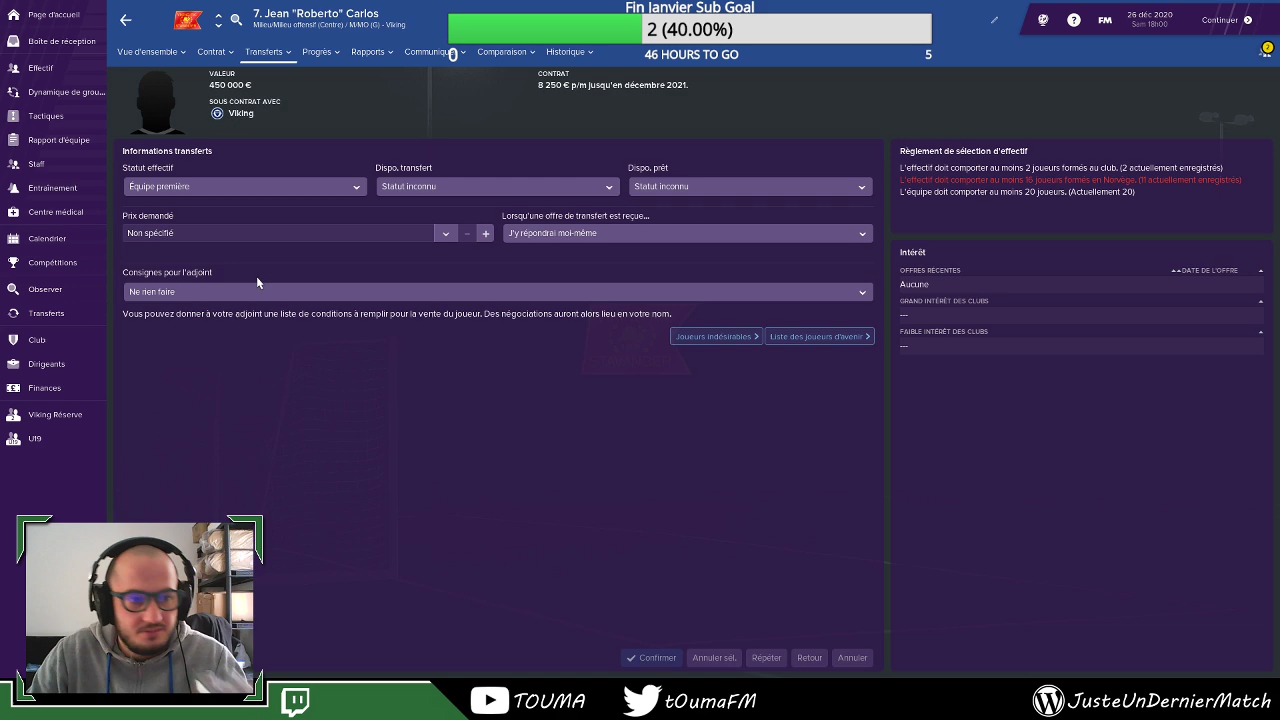 Page d'accueil
Boîte de réception
Effectif
Dynamique de grou...
Tactiques
Rapport d'équipe
Staff
Entraînement
Centre médical
Calendrier
Compétitions
Observer
Transferts
Club
Dirigeants
Finances
Viking Réserve
U19
7. Jean "Roberto" Carlos
Milieu/Milieu offensif (Centre) / M/MO (G) - Viking
Fin Janvier Sub Goal
2 (40.00%)
0
46 HOURS TO GO
5
FM
26 déc 2020
Sam 18h00
Continuer
2
Vue d'ensemble
Contrat
Transferts
Progrès
Rapports
Comparaison
Historique
VALEUR
450 000 €
SOUS CONTRAT AVEC
Viking
CONTRAT
8 250 € p/m jusqu'en décembre 2021.
Informations transferts
Statut effectif
Dispo. transfert
Dispo. prêt
Équipe première
Statut inconnu
Statut inconnu
Prix demandé
Lorsqu'une offre de transfert est reçue...
Non spécifié
J'y répondrai moi-même
Consignes pour l'adjoint
Ne rien faire
Vous pouvez donner à votre adjoint une liste de conditions à remplir pour la vente du joueur. Des négociations auront alors lieu en votre nom.
Joueurs indésirables
Liste des joueurs d'avenir
Confirmer
Annuler sél.
Répéter
Retour
Annuler
Règlement de sélection d'effectif
L'effectif doit comporter au moins 2 joueurs formés au club. (2 actuellement enregistrés)
L'effectif doit comporter au moins 16 joueurs formés en Norvège. (11 actuellement enregistrés)
L'équipe doit comporter au moins 20 joueurs. (Actuellement 20)
Intérêt
OFFRES RÉCENTES
DATE DE L'OFFRE
Aucune
GRAND INTÉRÊT DES CLUBS
---
FAIBLE INTÉRÊT DES CLUBS
---
TOUMA
tOumaFM
JusteUnDernierMatch